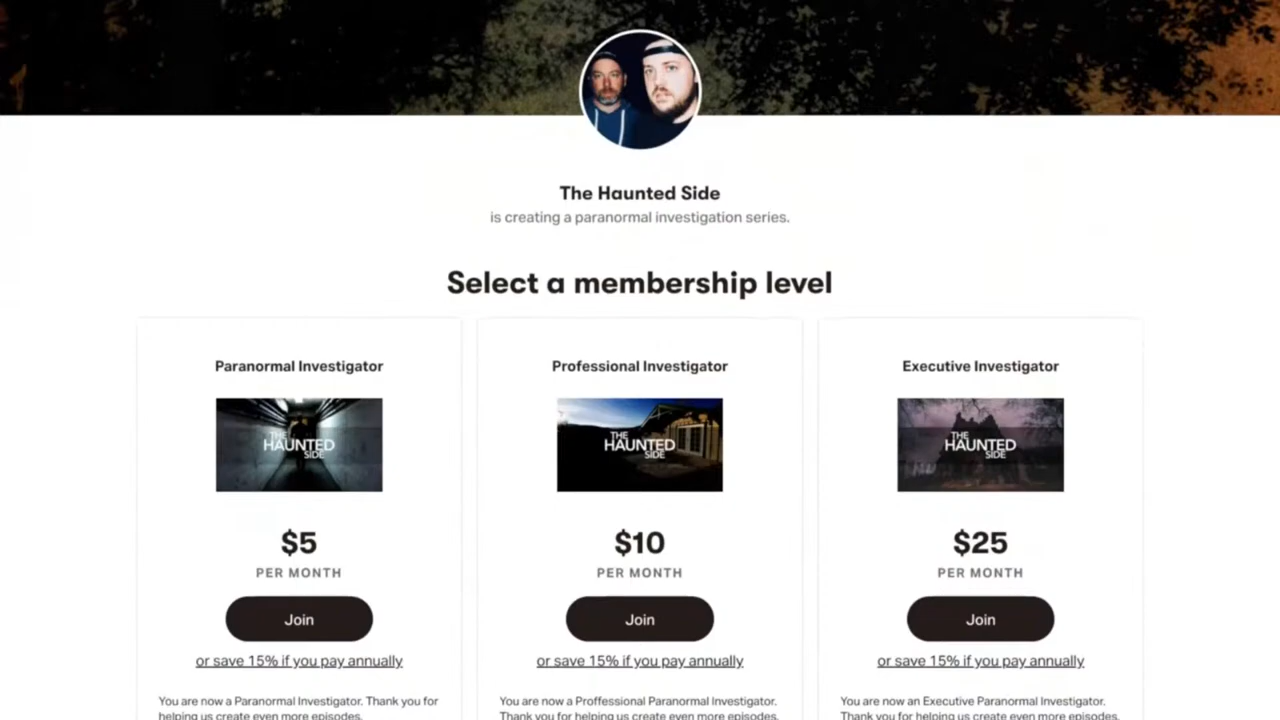 The Haunted Side
is creating a paranormal investigation series.
Select a membership level
Paranormal Investigator
THE
HAUNTED
SIDE
$5
PER MONTH
Join
or save 15% if you pay annually
You are now a Paranormal Investigator. Thank you for
helping us create even more episodes.
Professional Investigator
THE
HAUNTED
SIDE
$10
PER MONTH
Join
or save 15% if you pay annually
You are now a Proffessional Paranormal Investigator.
Thank you for helping us create even more episodes.
Executive Investigator
THE
HAUNTED
SIDE
$25
PER MONTH
Join
or save 15% if you pay annually
You are now an Executive Paranormal Investigator.
Thank you for helping us create even more episodes.